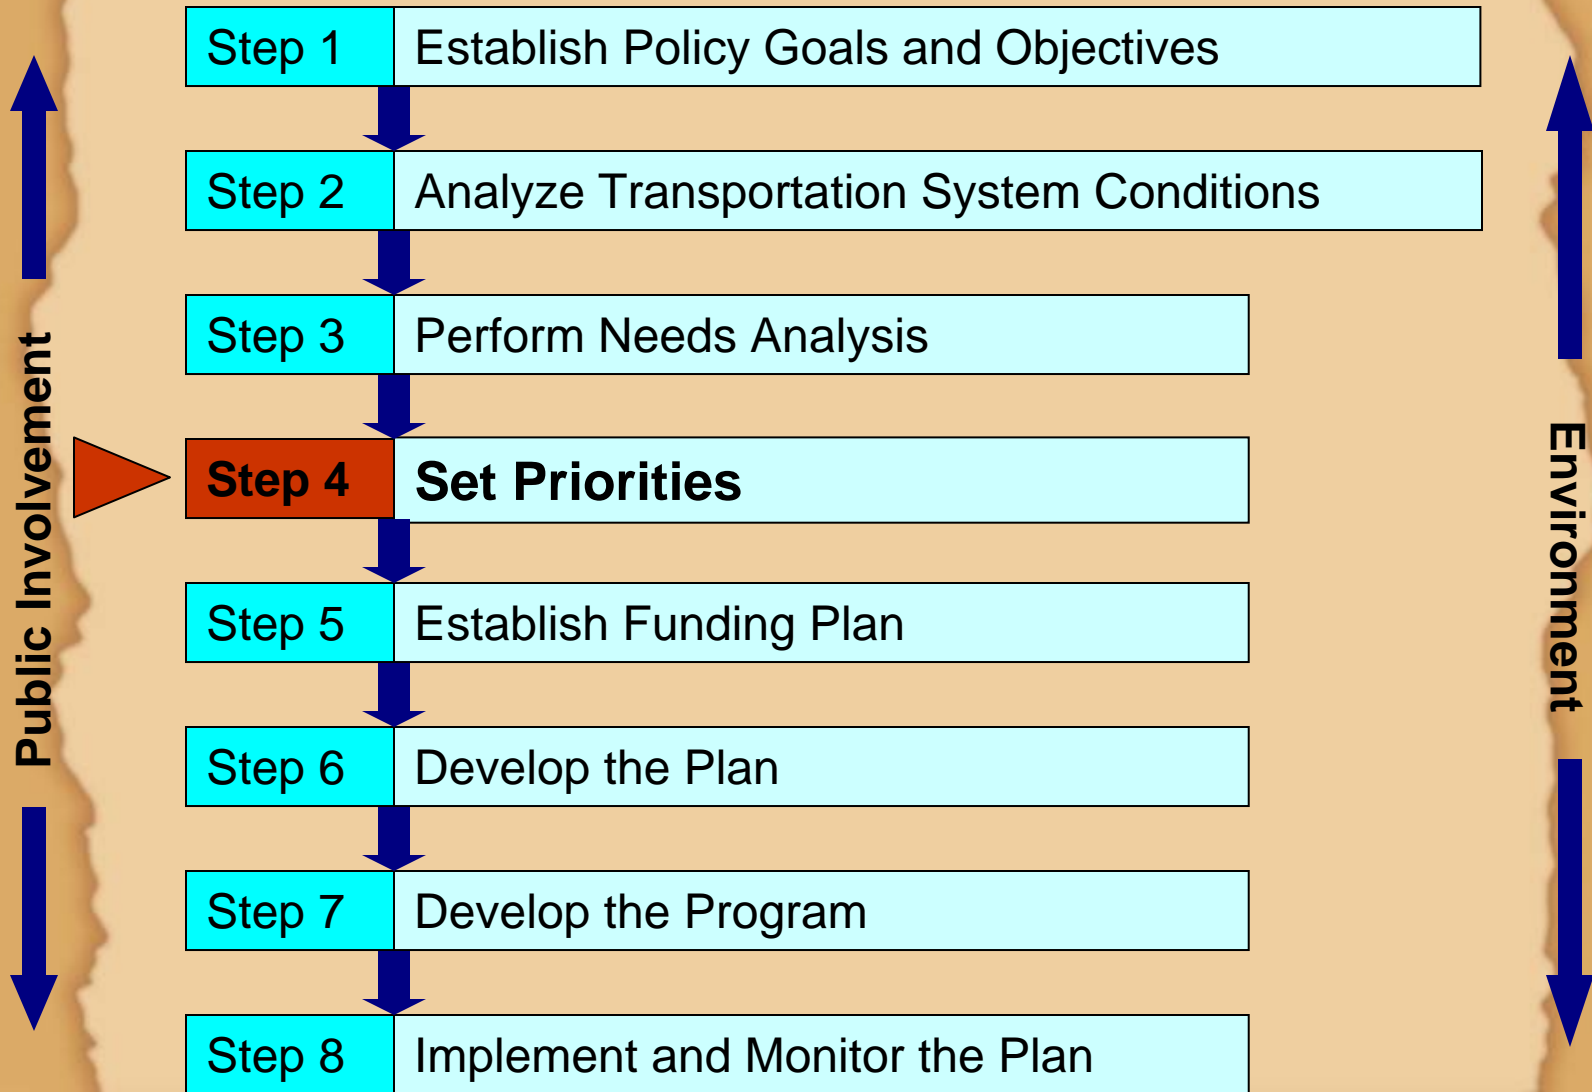 Step 1 Establish Policy Goals and Objectives
Step 2 Analyze Transportation System Conditions
Step 3 Perform Needs Analysis
Step 4 Set Priorities
Step 5 Establish Funding Plan
Step 6 Develop the Plan
Step 7 Develop the Program
Step 8 Implement and Monitor the Plan
Public Involvement
Environment